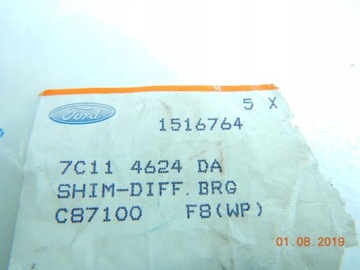 Ford
5 X
1516764
7C11 4624 DA
SHIM-DIFF.BRG
C87100 F8(WP)
01.08.2019